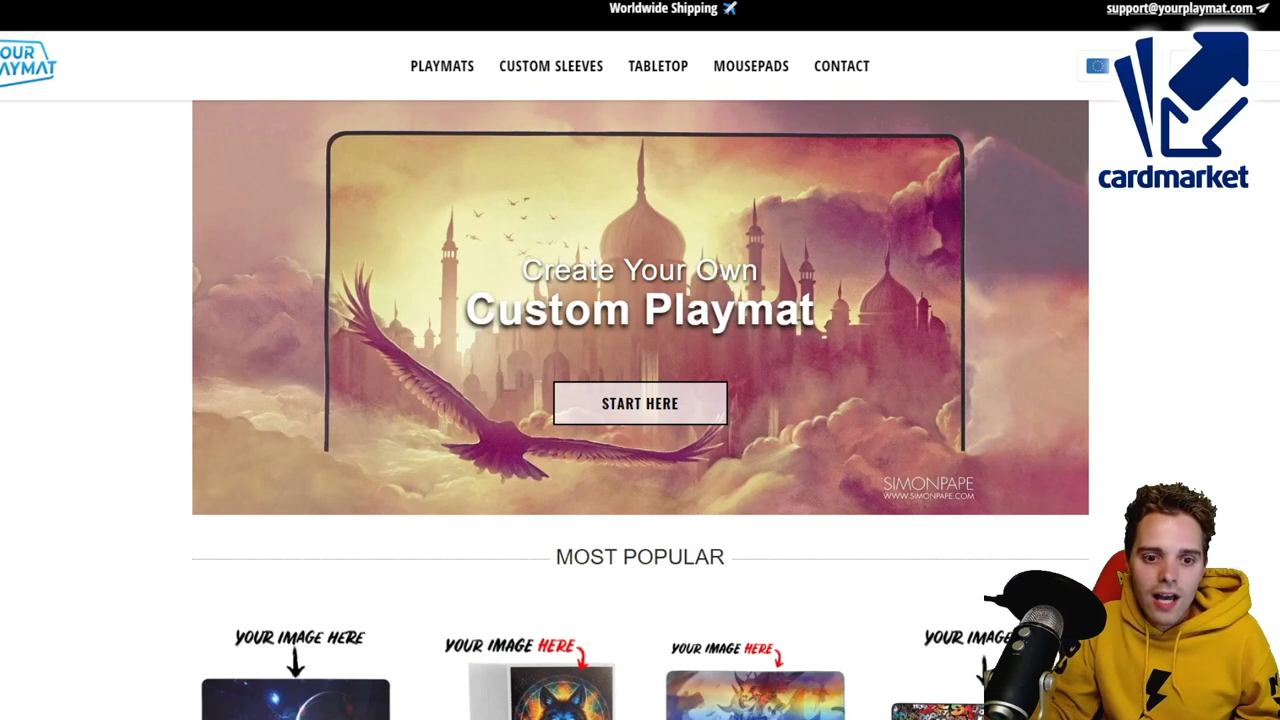 Worldwide Shipping
support@yourplaymat.com
OUR
AYMAT
PLAYMATS CUSTOM SLEEVES TABLETOP MOUSEPADS CONTACT
cardmarket
Create Your Own
Custom Playmat
START HERE
SIMONPAPE
WWW.SIMONPAPE.COM
MOST POPULAR
YOUR IMAGE HERE
YOUR IMAGE HERE
YOUR IMAGE HERE
YOUR IMAGE